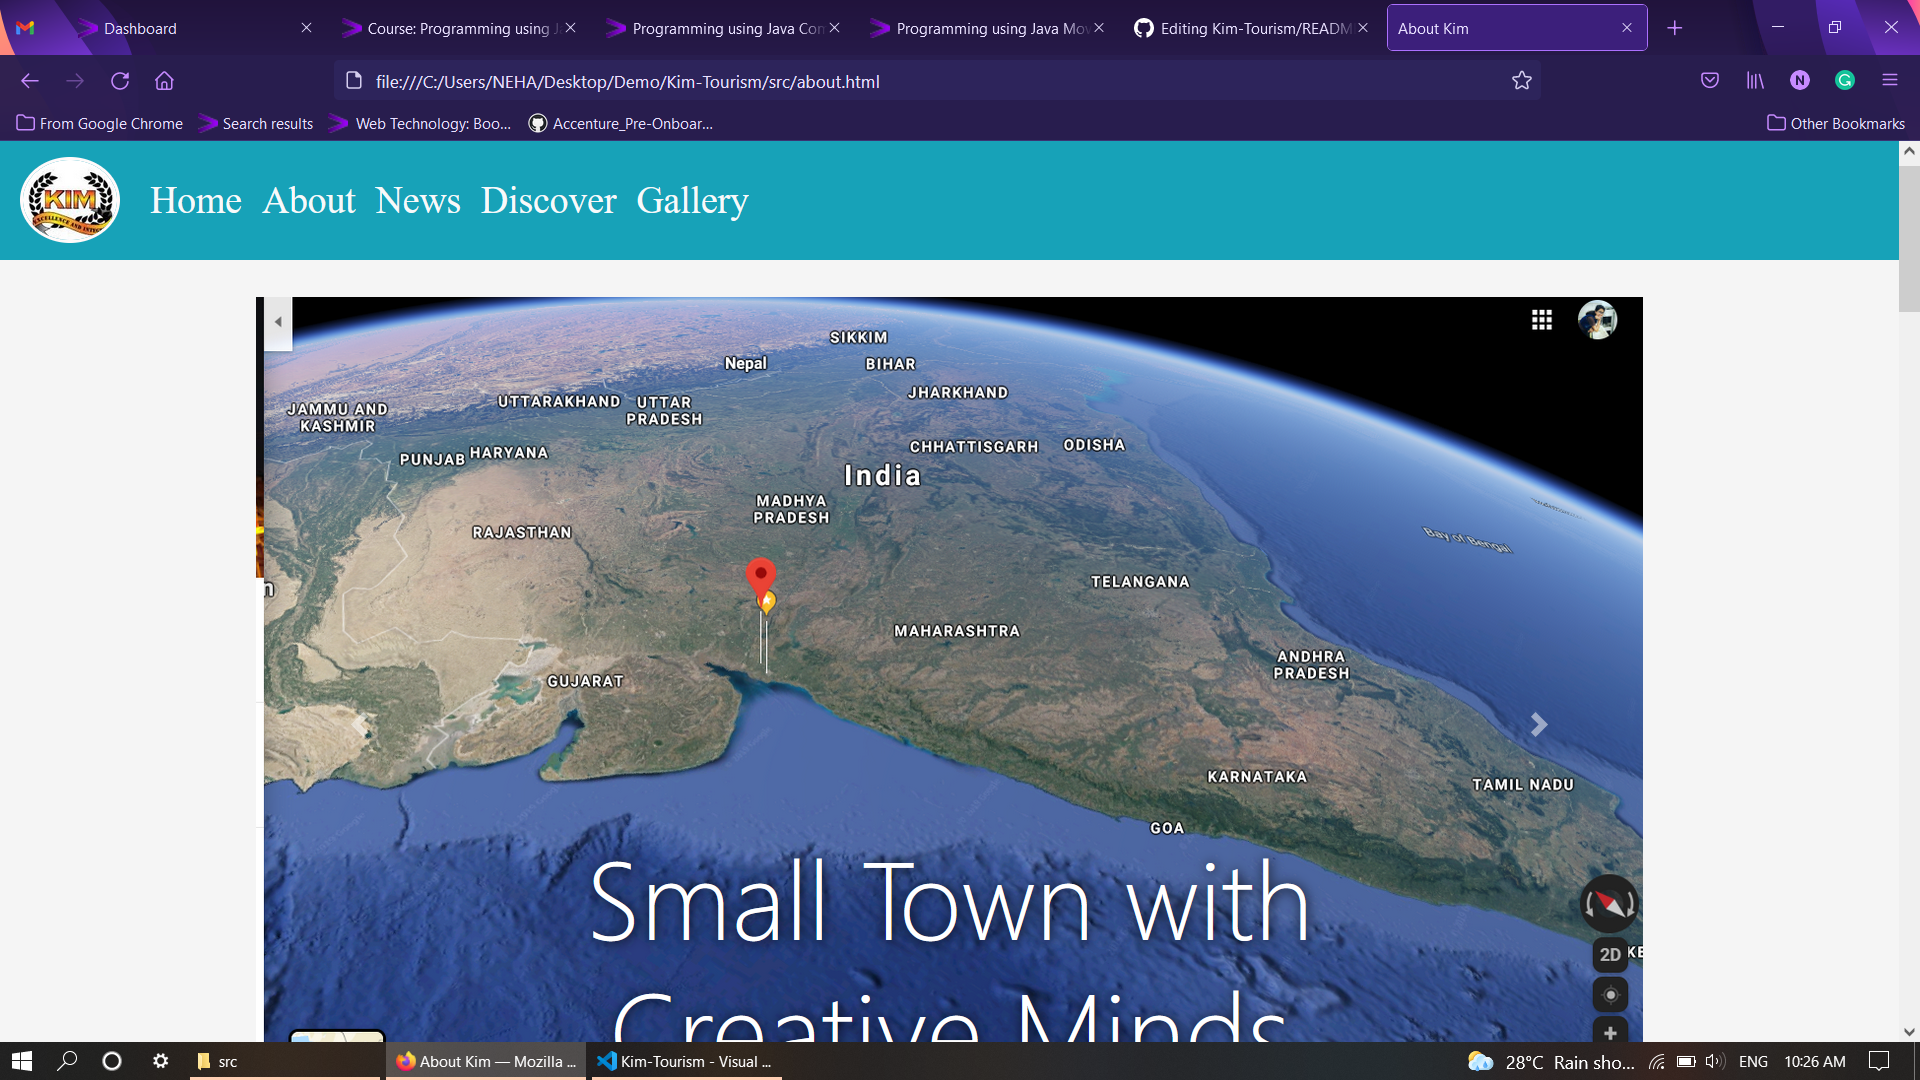 Dashboard
Course: Programming using J
Programming using Java Con
Programming using Java Mov
Editing Kim-Tourism/READM
About Kim
file:///C:/Users/NEHA/Desktop/Demo/Kim-Tourism/src/about.html
N
From Google Chrome
Search results
Web Technology: Boo...
Accenture_Pre-Onboar...
Other Bookmarks
KIM
EXCELLENCE AND INTEG
Home About News Discover Gallery
SIKKIM
Nepal
BIHAR
JHARKHAND
UTTARAKHAND
UTTAR
PRADESH
JAMMU AND
KASHMIR
CHHATTISGARH
ODISHA
PUNJAB
HARYANA
India
MADHYA
PRADESH
RAJASTHAN
Bay of Bengal
TELANGANA
n
MAHARASHTRA
ANDHRA
PRADESH
GUJARAT
KARNATAKA
TAMIL NADU
GOA
Small Town with
Creative Minds
2D
KE
src
About Kim — Mozilla ...
Kim-Tourism - Visual ...
28°C Rain sho...
ENG
10:26 AM